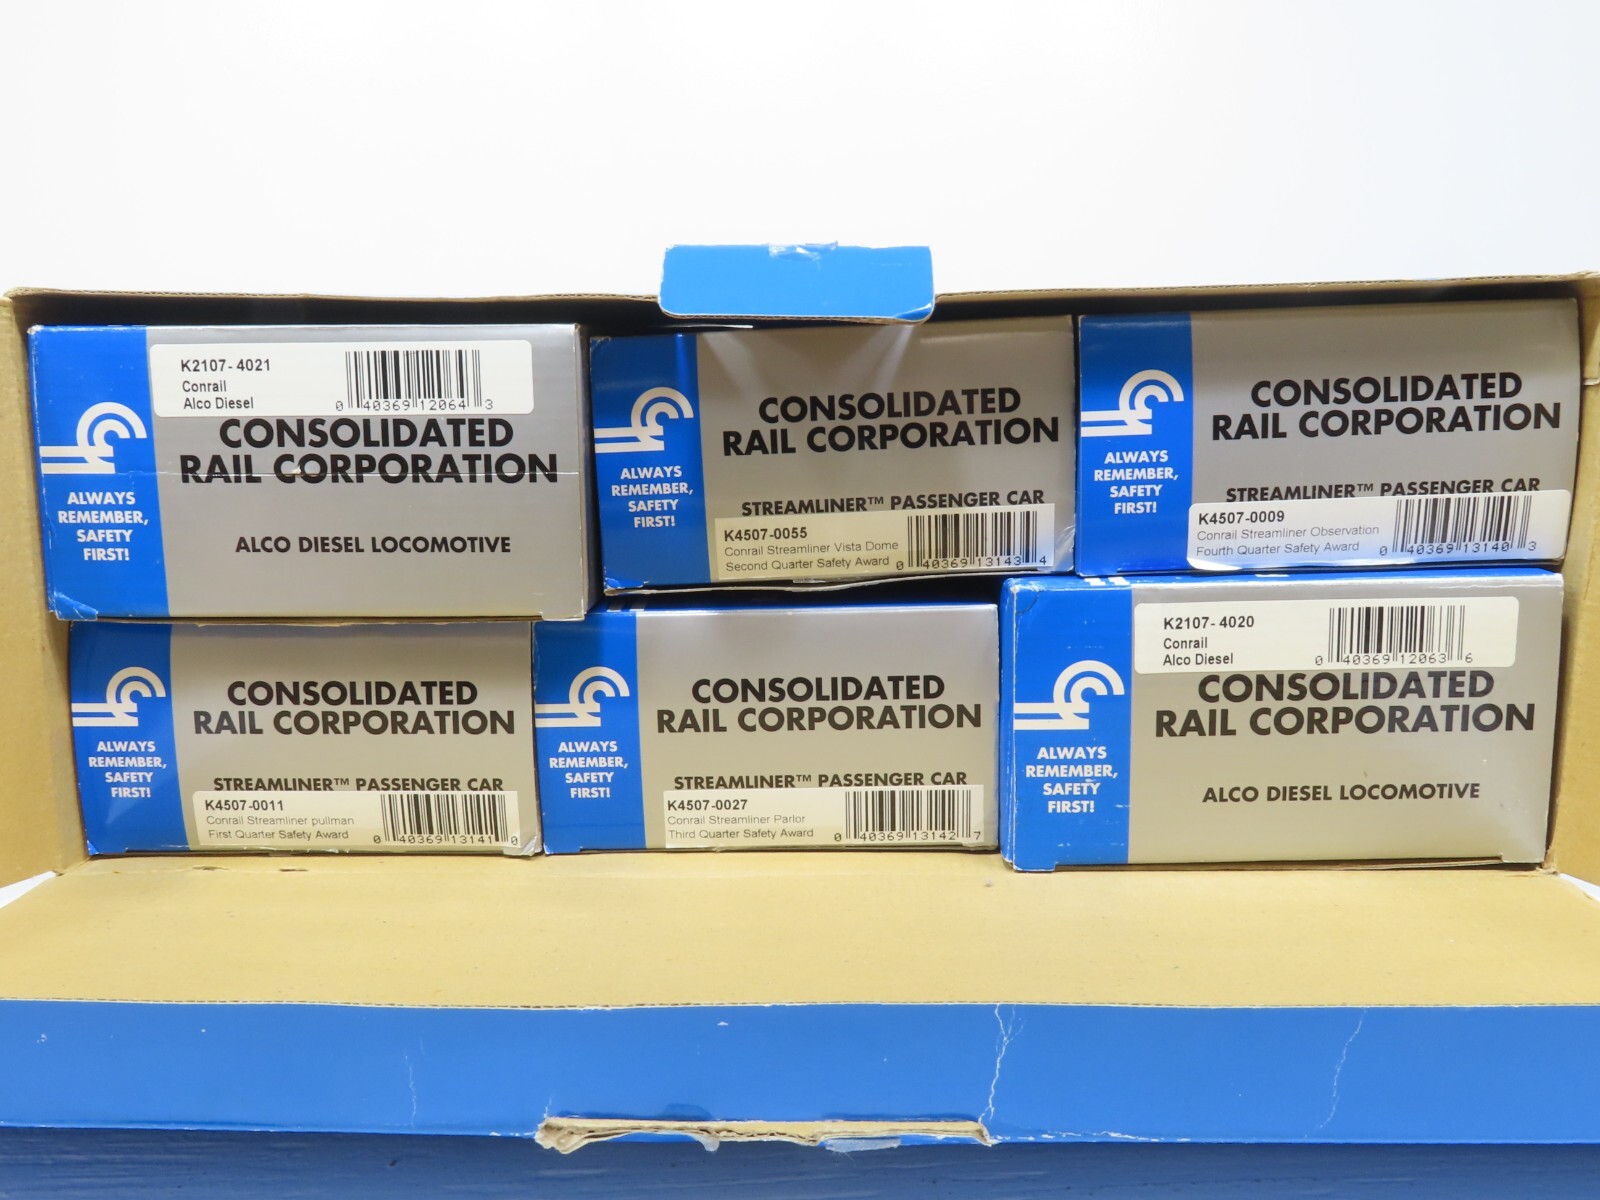 K2107-4021
Conrail
Alco Diesel
0 40369 12064 3
CONSOLIDATED
RAIL CORPORATION
ALWAYS
REMEMBER,
SAFETY
FIRST!
ALCO DIESEL LOCOMOTIVE
CONSOLIDATED
RAIL CORPORATION
ALWAYS
REMEMBER,
SAFETY
FIRST!
STREAMLINER™ PASSENGER CAR
K4507-0055
Conrail Streamliner Vista Dome
Second Quarter Safety Award
0 40369 13143 4
CONSOLIDATED
RAIL CORPORATION
ALWAYS
REMEMBER,
SAFETY
FIRST!
STREAMLINER™ PASSENGER CAR
K4507-0009
Conrail Streamliner Observation
Fourth Quarter Safety Award
0 40369 13140 3
CONSOLIDATED
RAIL CORPORATION
ALWAYS
REMEMBER,
SAFETY
FIRST!
STREAMLINER™ PASSENGER CAR
K4507-0011
Conrail Streamliner pullman
First Quarter Safety Award
0 40369 13141 0
CONSOLIDATED
RAIL CORPORATION
ALWAYS
REMEMBER,
SAFETY
FIRST!
STREAMLINER™ PASSENGER CAR
K4507-0027
Conrail Streamliner Parlor
Third Quarter Safety Award
0 40369 13142 7
K2107-4020
Conrail
Alco Diesel
0 40369 12063 6
CONSOLIDATED
RAIL CORPORATION
ALWAYS
REMEMBER,
SAFETY
FIRST!
ALCO DIESEL LOCOMOTIVE